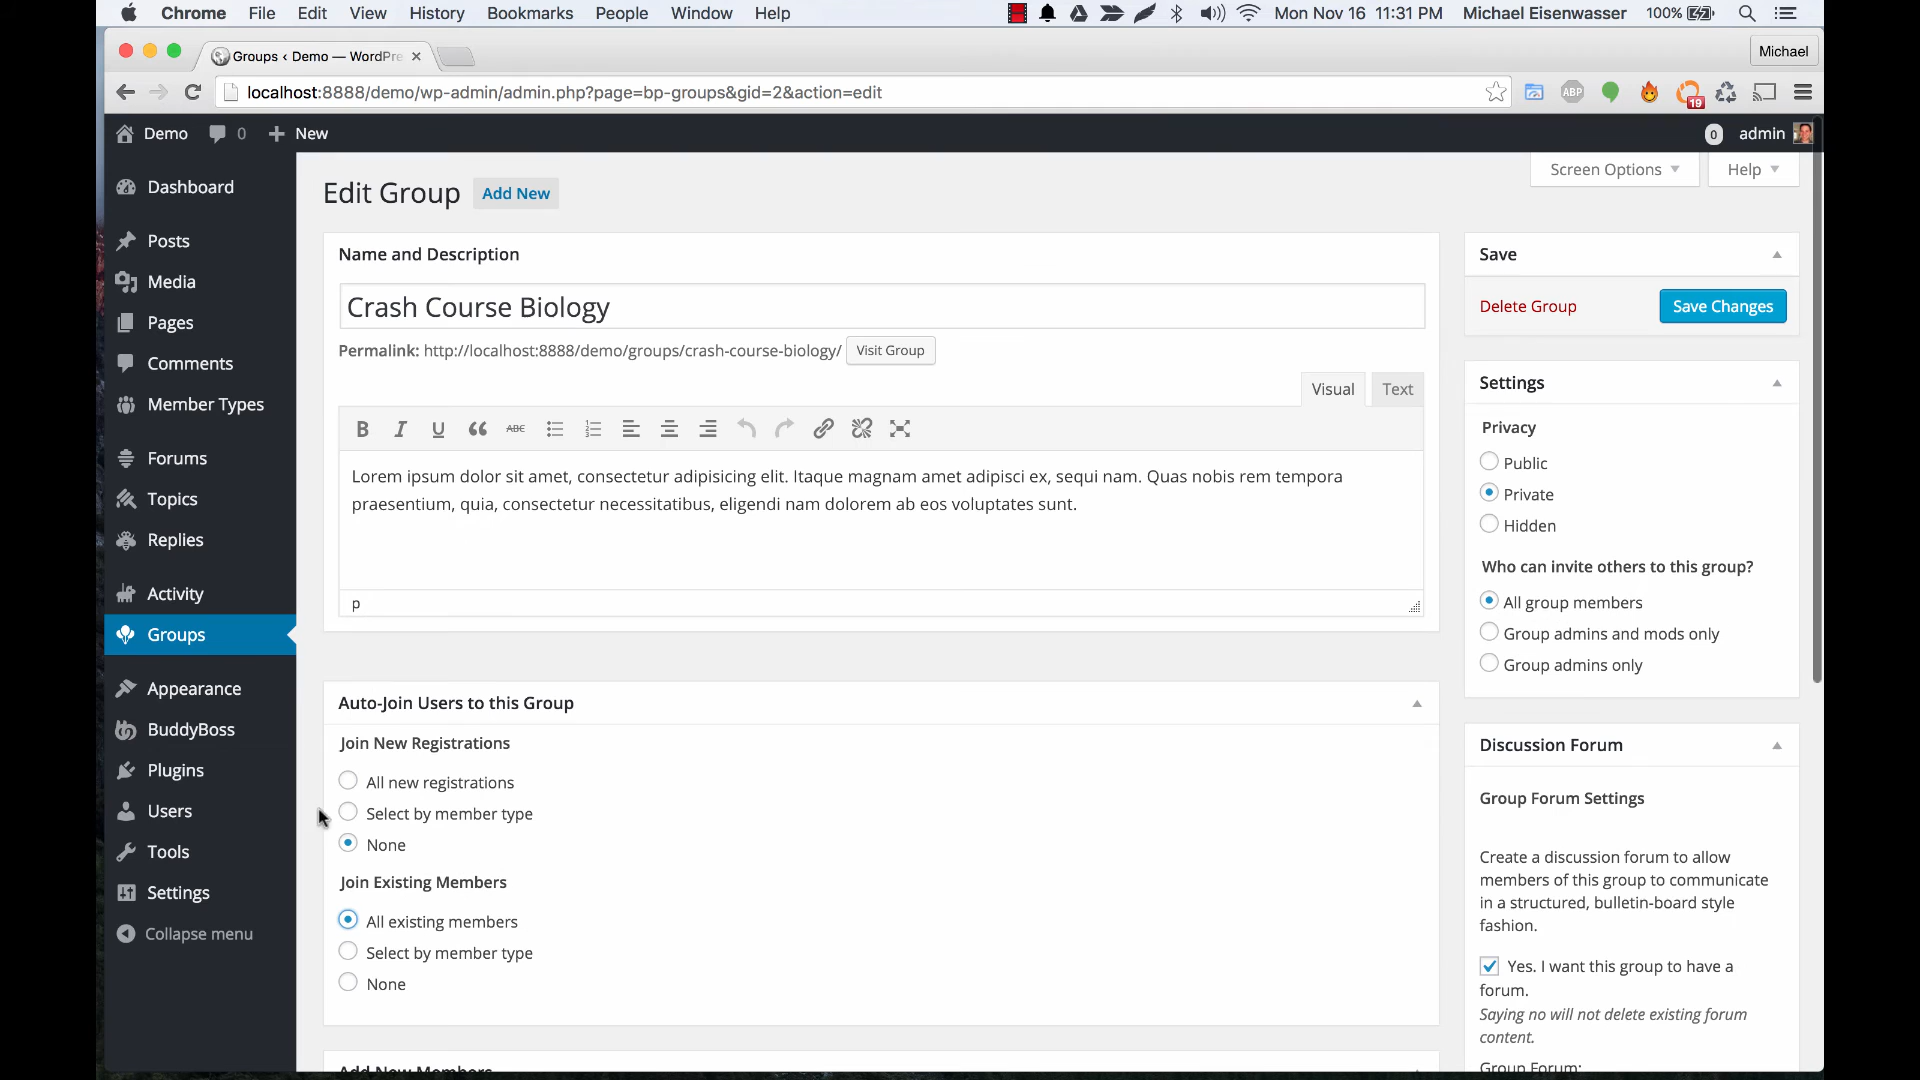 Chrome File Edit View History Bookmarks People Window Help Mon Nov 16 11:31 PM Michael Eisenwasser 100%
Groups ‹ Demo — WordPre Michael
localhost:8888/demo/wp-admin/admin.php?page=bp-groups&gid=2&action=edit ABP 19
Demo 0 New 0 admin
Dashboard
Posts
Media
Pages
Comments
Member Types
Forums
Topics
Replies
Activity
Groups
Appearance
BuddyBoss
Plugins
Users
Tools
Settings
Collapse menu
Screen Options Help
Edit Group Add New
Name and Description
Crash Course Biology
Permalink: http://localhost:8888/demo/groups/crash-course-biology/ Visit Group
Visual Text
B I U ABC
Lorem ipsum dolor sit amet, consectetur adipisicing elit. Itaque magnam amet adipisci ex, sequi nam. Quas nobis rem tempora
praesentium, quia, consectetur necessitatibus, eligendi nam dolorem ab eos voluptates sunt.
p
Auto-Join Users to this Group
Join New Registrations
All new registrations
Select by member type
None
Join Existing Members
All existing members
Select by member type
None
Add New Members
Save
Delete Group Save Changes
Settings
Privacy
Public
Private
Hidden
Who can invite others to this group?
All group members
Group admins and mods only
Group admins only
Discussion Forum
Group Forum Settings
Create a discussion forum to allow
members of this group to communicate
in a structured, bulletin-board style
fashion.
Yes. I want this group to have a
forum.
Saying no will not delete existing forum
content.
Group Forum: